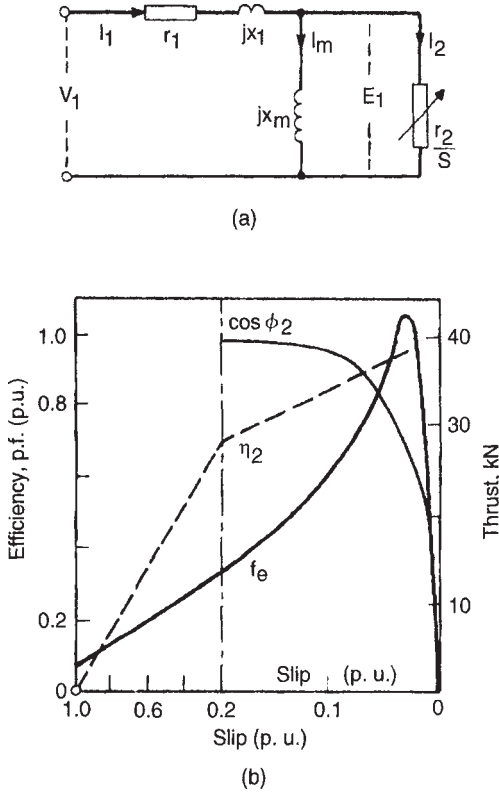 I1 r1 jx1 Im I2
V1 jxm E1 r2/S
(a)
cos ϕ2
1.0 40
0.8
η2 30
Efficiency, p.f. (p.u.)
Thrust. kN
fe
0.2 10
Slip (p. u.)
0
1.0 0.6 0.2 0.1 0
Slip (p. u.)
(b)